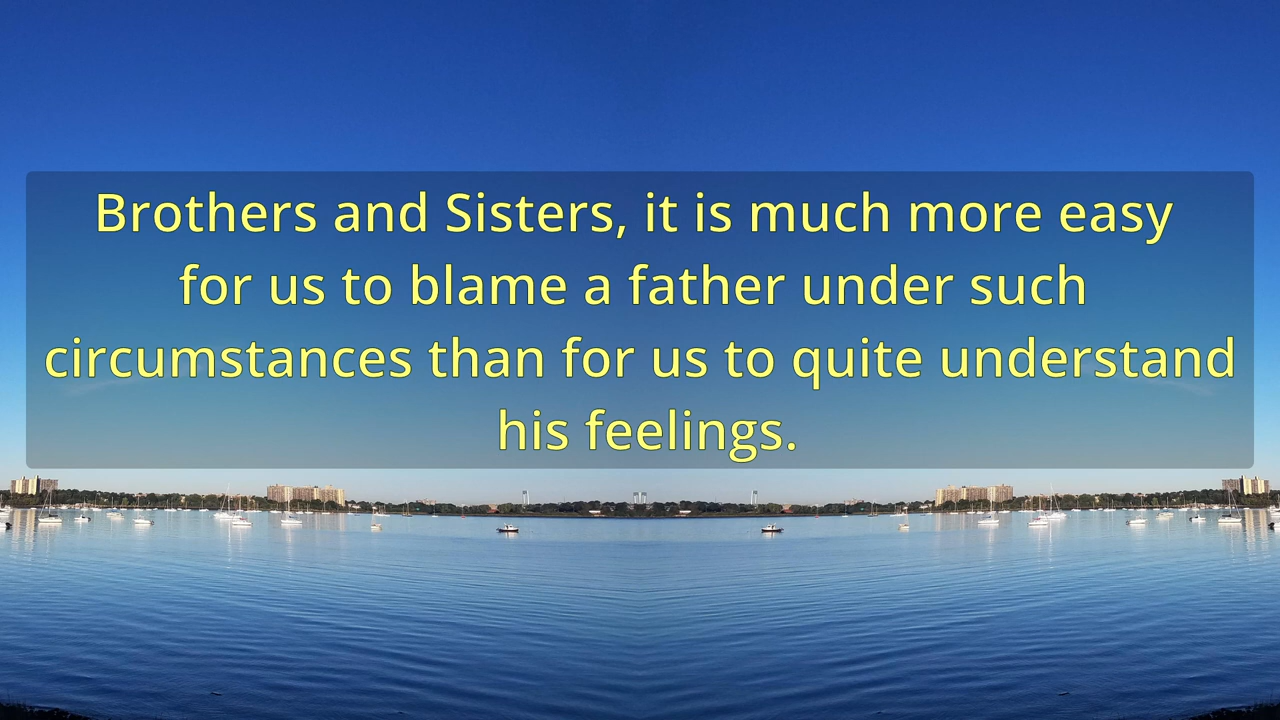 Brothers and Sisters, it is much more easy
for us to blame a father under such
circumstances than for us to quite understand
his feelings.